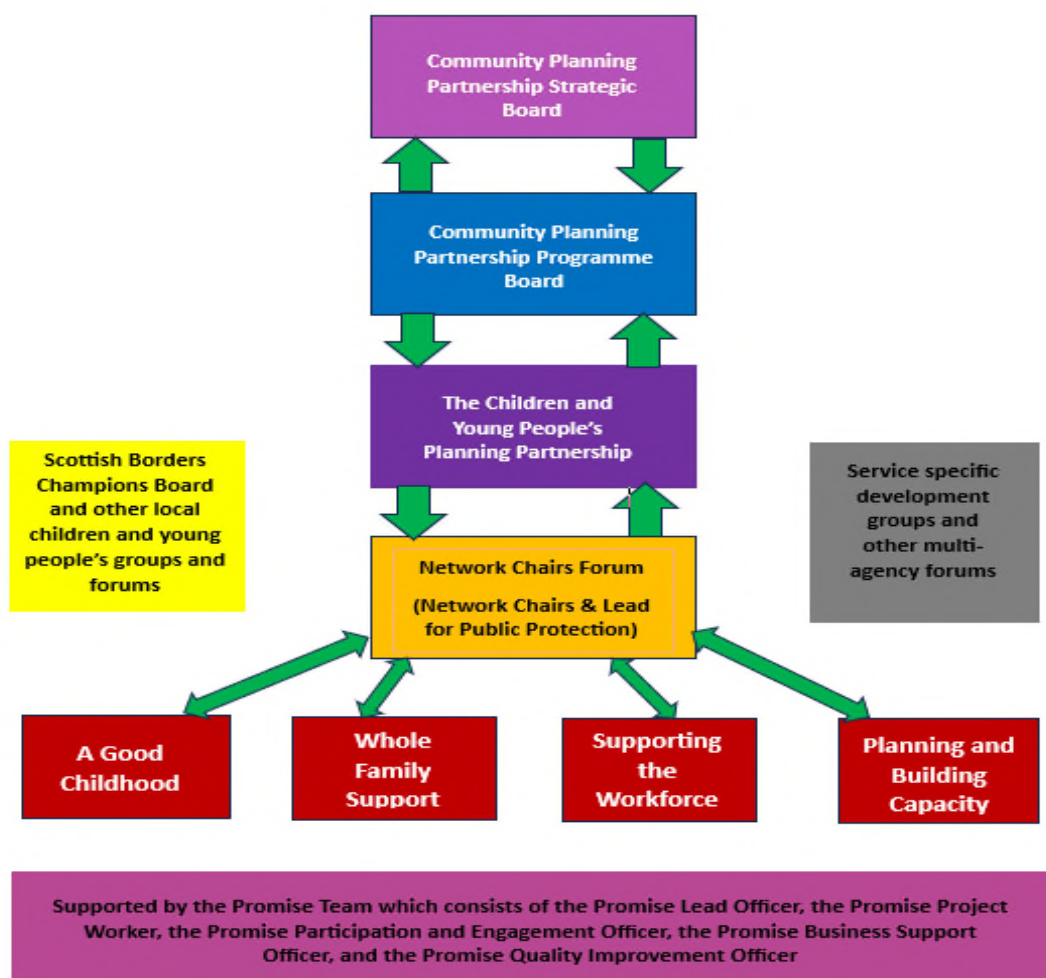 Community Planning
Partnership Strategic
Board
Community Planning
Partnership Programme
Board
The Children and
Young People's
Planning Partnership
Scottish Borders
Champions Board
and other local
children and young
people's groups and
forums
Service specific
development
groups and
other multi-
agency forums
Network Chairs Forum
(Network Chairs & Lead
for Public Protection)
A Good
Childhood
Whole
Family
Support
Supporting
the
Workforce
Planning and
Building
Capacity
Supported by the Promise Team which consists of the Promise Lead Officer, the Promise Project
Worker, the Promise Participation and Engagement Officer, the Promise Business Support
Officer, and the Promise Quality Improvement Officer